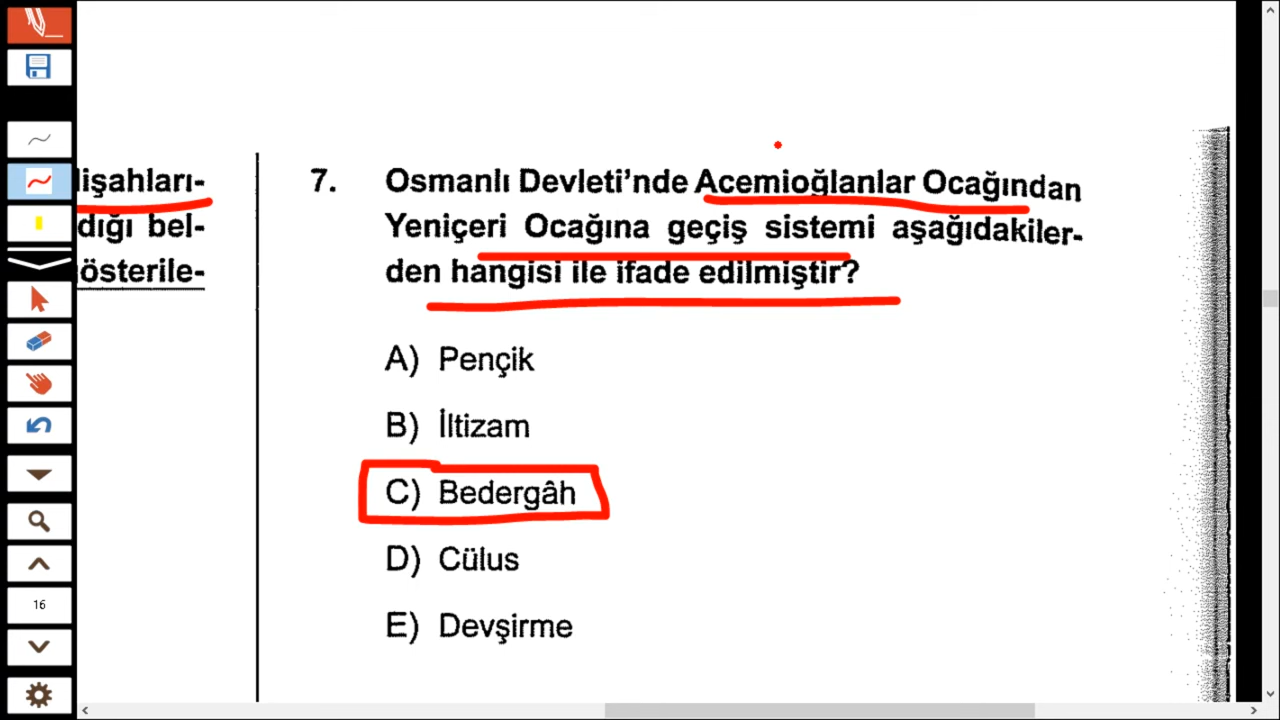 lişahları-
dığı bel-
österile-
7. Osmanlı Devleti'nde Acemioğlanlar Ocağından
Yeniçeri Ocağına geçiş sistemi aşağıdakiler-
den hangisi ile ifade edilmiştir?
A) Pençik
B) İltizam
C) Bedergâh
D) Cülus
E) Devşirme
16